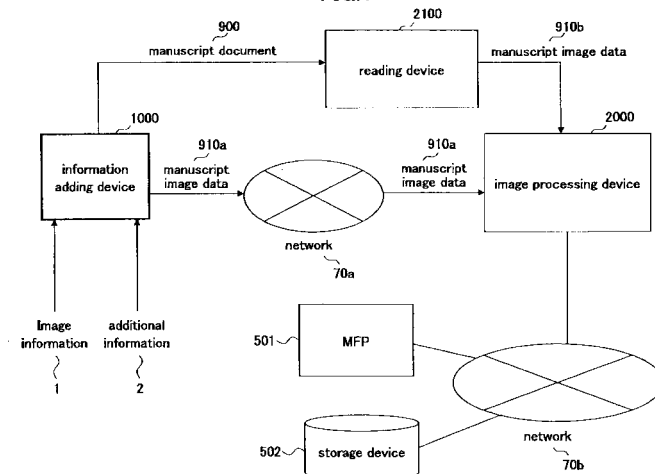 2100
900
910b
manuscript document
reading device
manuscript image data
1000
2000
910a
910a
information
adding device
manuscript
image data
manuscript
image data
image processing device
network
70a
Image
information
additional
information
1
2
501
MFP
502
storage device
network
70b